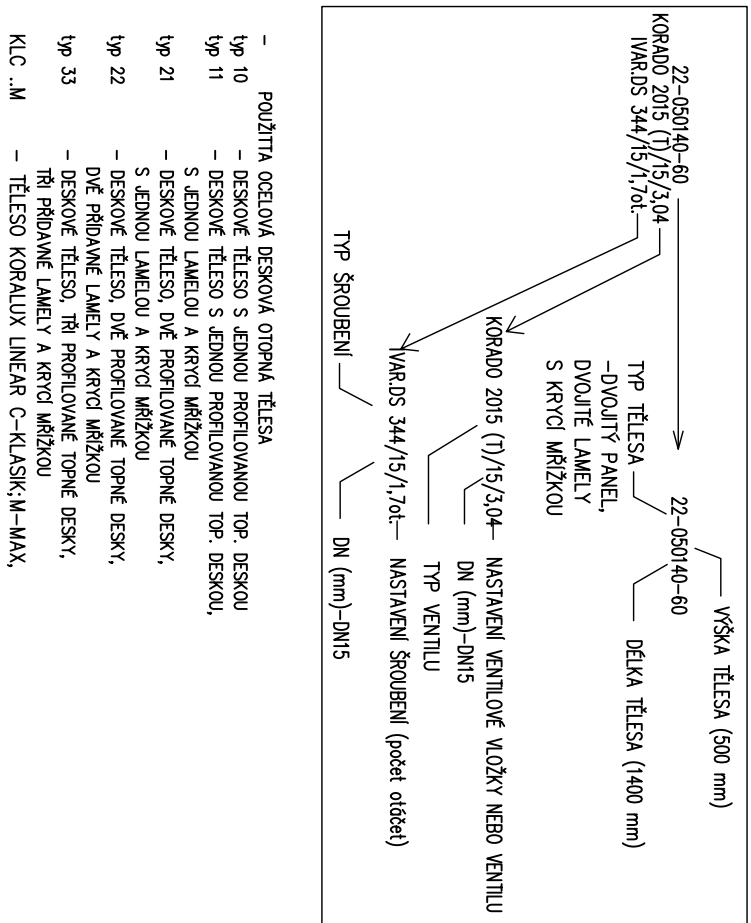 22-050140-60
KORADO 2015 (T)/15/3,04
IVAR.DS 344/15/1,7ot.
VÝŠKA TĚLESA (500 mm)
22-050140-60
DÉLKA TĚLESA (1400 mm)
TYP TĚLESA
-DVOJITÝ PANEL,
DVOJITÉ LAMELY
S KRYCÍ MŘÍŽKOU
KORADO 2015 (T)/15/3,04
NASTAVENÍ VENTILOVÉ VLOŽKY NEBO VENTILU
DN (mm)-DN15
TYP VENTILU
IVAR.DS 344/15/1,7ot.
NASTAVENÍ ŠROUBENÍ (počet otáček)
TYP ŠROUBENÍ
DN (mm)-DN15
- POUŽITTA OCELOVÁ DESKOVÁ OTOPNÁ TĚLESA
typ 10 - DESKOVÉ TĚLESO S JEDNOU PROFILOVANOU TOP. DESKOU
typ 11 - DESKOVÉ TĚLESO S JEDNOU PROFILOVANOU TOP. DESKOU,
S JEDNOU LAMELOU A KRYCÍ MŘÍŽKOU
typ 21 - DESKOVÉ TĚLESO, DVĚ PROFILOVANÉ TOPNÉ DESKY,
S JEDNOU LAMELOU A KRYCÍ MŘÍŽKOU
typ 22 - DESKOVÉ TĚLESO, DVĚ PROFILOVANÉ TOPNÉ DESKY,
DVĚ PŘÍDAVNÉ LAMELY A KRYCÍ MŘÍŽKOU
typ 33 - DESKOVÉ TĚLESO, TŘI PROFILOVANÉ TOPNÉ DESKY,
TŘI PŘÍDAVNÉ LAMELY A KRYCÍ MŘÍŽKOU
KLC ..M - TĚLESO KORALUX LINEAR C-KLASIK; M-MAX,